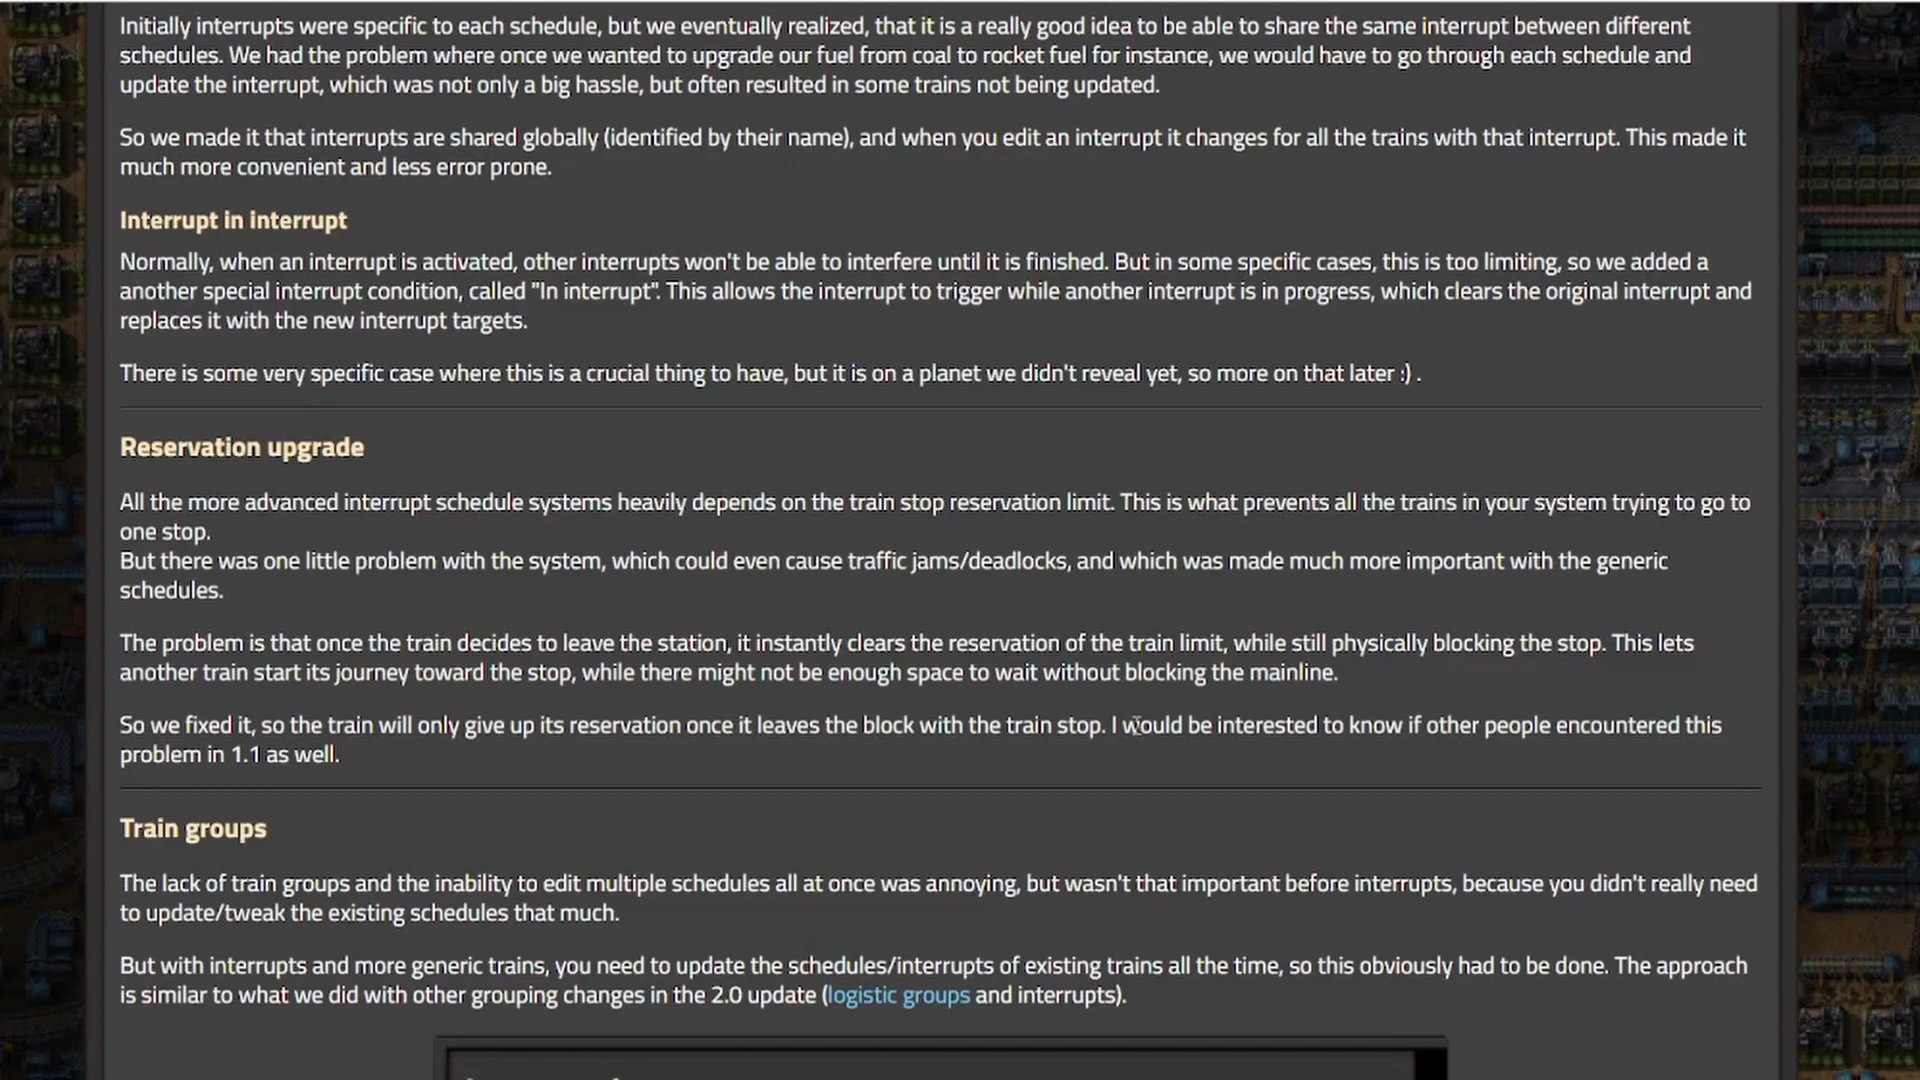 Initially interrupts were specific to each schedule, but we eventually realized, that it is a really good idea to be able to share the same interrupt between different
schedules. We had the problem where once we wanted to upgrade our fuel from coal to rocket fuel for instance, we would have to go through each schedule and
update the interrupt, which was not only a big hassle, but often resulted in some trains not being updated.
So we made it that interrupts are shared globally (identified by their name), and when you edit an interrupt it changes for all the trains with that interrupt. This made it
much more convenient and less error prone.
Interrupt in interrupt
Normally, when an interrupt is activated, other interrupts won't be able to interfere until it is finished. But in some specific cases, this is too limiting, so we added a
another special interrupt condition, called "In interrupt". This allows the interrupt to trigger while another interrupt is in progress, which clears the original interrupt and
replaces it with the new interrupt targets.
There is some very specific case where this is a crucial thing to have, but it is on a planet we didn't reveal yet, so more on that later :) .
Reservation upgrade
All the more advanced interrupt schedule systems heavily depends on the train stop reservation limit. This is what prevents all the trains in your system trying to go to
one stop.
But there was one little problem with the system, which could even cause traffic jams/deadlocks, and which was made much more important with the generic
schedules.
The problem is that once the train decides to leave the station, it instantly clears the reservation of the train limit, while still physically blocking the stop. This lets
another train start its journey toward the stop, while there might not be enough space to wait without blocking the mainline.
So we fixed it, so the train will only give up its reservation once it leaves the block with the train stop. I would be interested to know if other people encountered this
problem in 1.1 as well.
Train groups
The lack of train groups and the inability to edit multiple schedules all at once was annoying, but wasn't that important before interrupts, because you didn't really need
to update/tweak the existing schedules that much.
But with interrupts and more generic trains, you need to update the schedules/interrupts of existing trains all the time, so this obviously had to be done. The approach
is similar to what we did with other grouping changes in the 2.0 update (logistic groups and interrupts).